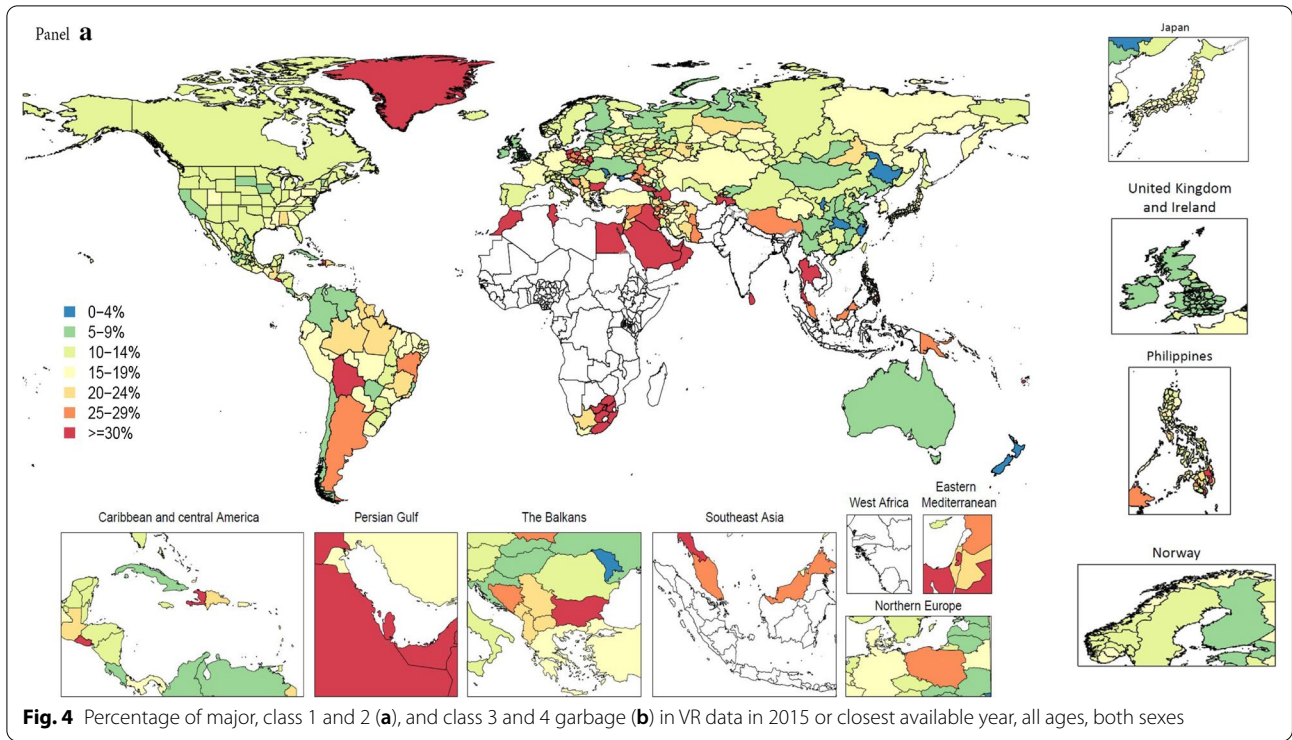 Panel a
Japan
United Kingdom
and Ireland
0–4%
5–9%
10–14%
15–19%
20–24%
25–29%
>=30%
Philippines
Caribbean and central America
Persian Gulf
The Balkans
Southeast Asia
West Africa
Eastern
Mediterranean
Northern Europe
Norway
Fig. 4 Percentage of major, class 1 and 2 (a), and class 3 and 4 garbage (b) in VR data in 2015 or closest available year, all ages, both sexes